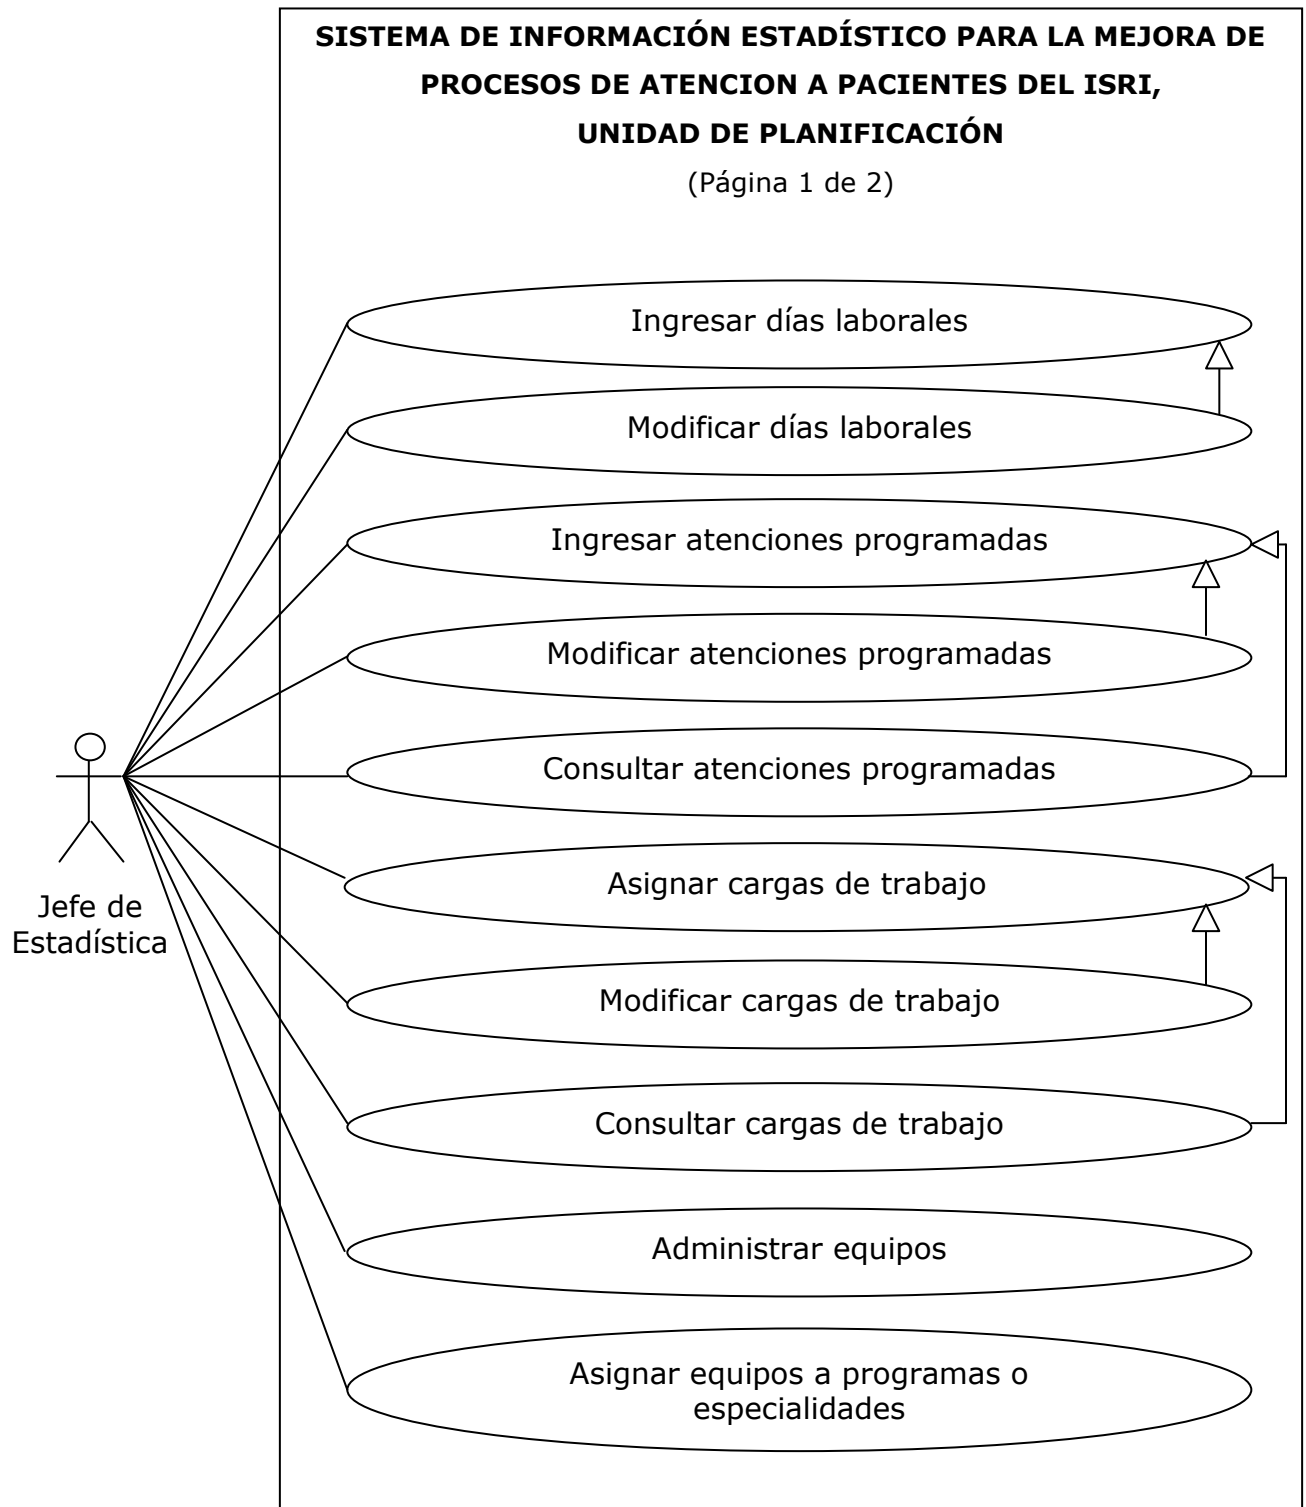 SISTEMA DE INFORMACIÓN ESTADÍSTICO PARA LA MEJORA DE
PROCESOS DE ATENCION A PACIENTES DEL ISRI,
UNIDAD DE PLANIFICACIÓN
(Página 1 de 2)
Ingresar días laborales
Modificar días laborales
Ingresar atenciones programadas
Modificar atenciones programadas
Consultar atenciones programadas
Asignar cargas de trabajo
Jefe de
Estadística
Modificar cargas de trabajo
Consultar cargas de trabajo
Administrar equipos
Asignar equipos a programas o
especialidades